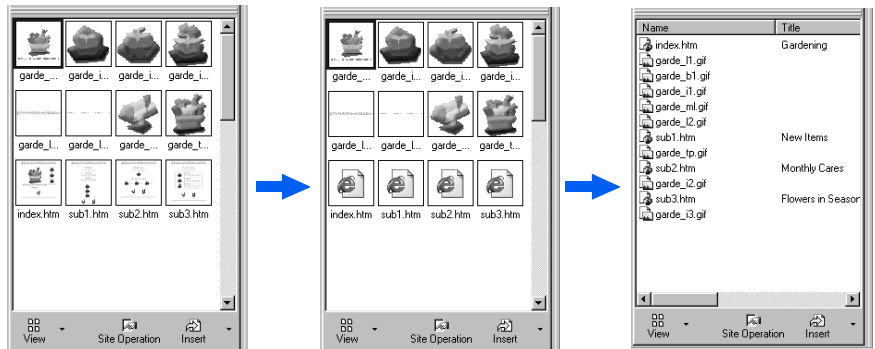 garde_... garde_i... garde_i... garde_i...
garde_l... garde_l... garde_i... garde_t...
index.htm sub1.htm sub2.htm sub3.htm
View Site Operation Insert
garde_... garde_i... garde_i... garde_i...
garde_l... garde_l... garde_i... garde_t...
index.htm sub1.htm sub2.htm sub3.htm
View Site Operation Insert
Name Title
index.htm Gardening
garde_l1.gif
garde_b1.gif
garde_i1.gif
garde_ml.gif
garde_l2.gif
sub1.htm New Items
garde_tp.gif
sub2.htm Monthly Cares
garde_i2.gif
sub3.htm Flowers in Season
garde_i3.gif
View Site Operation Insert